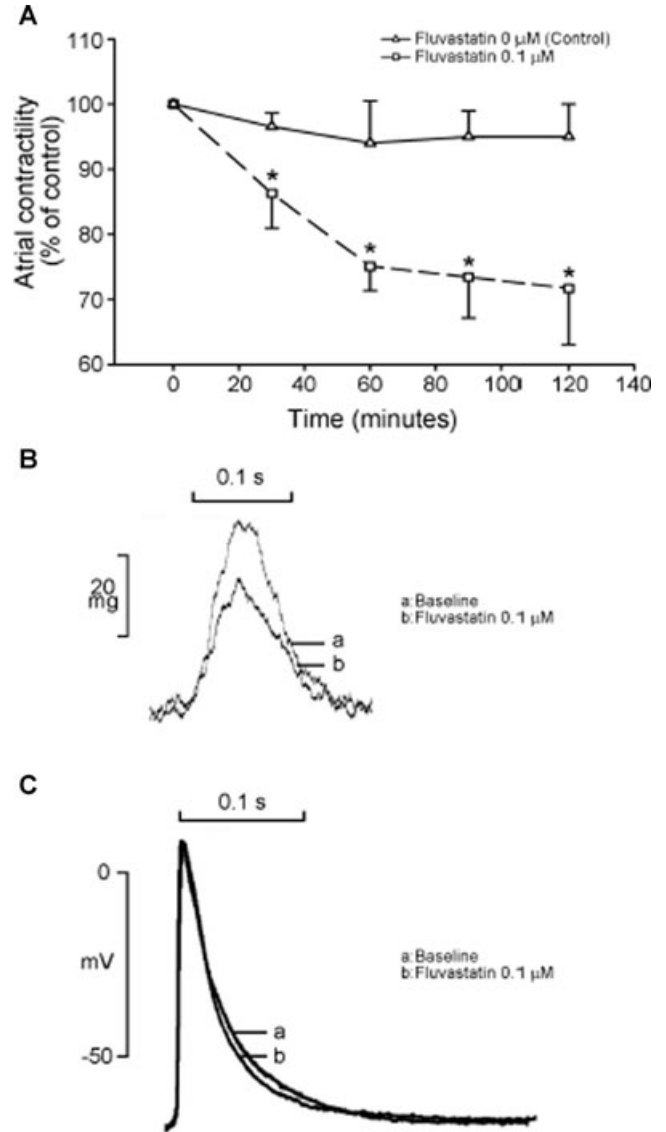 A
Fluvastatin 0 µM (Control)
Fluvastatin 0.1 µM
Atrial contractility
(% of control)
110
100
90
80
70
60
*
*
*
*
0 20 40 60 80 100 120 140
Time (minutes)
B
0.1 s
20
mg
a
b
a:Baseline
b:Fluvastatin 0.1 µM
C
0.1 s
0
mV
-50
a
b
a:Baseline
b:Fluvastatin 0.1 µM